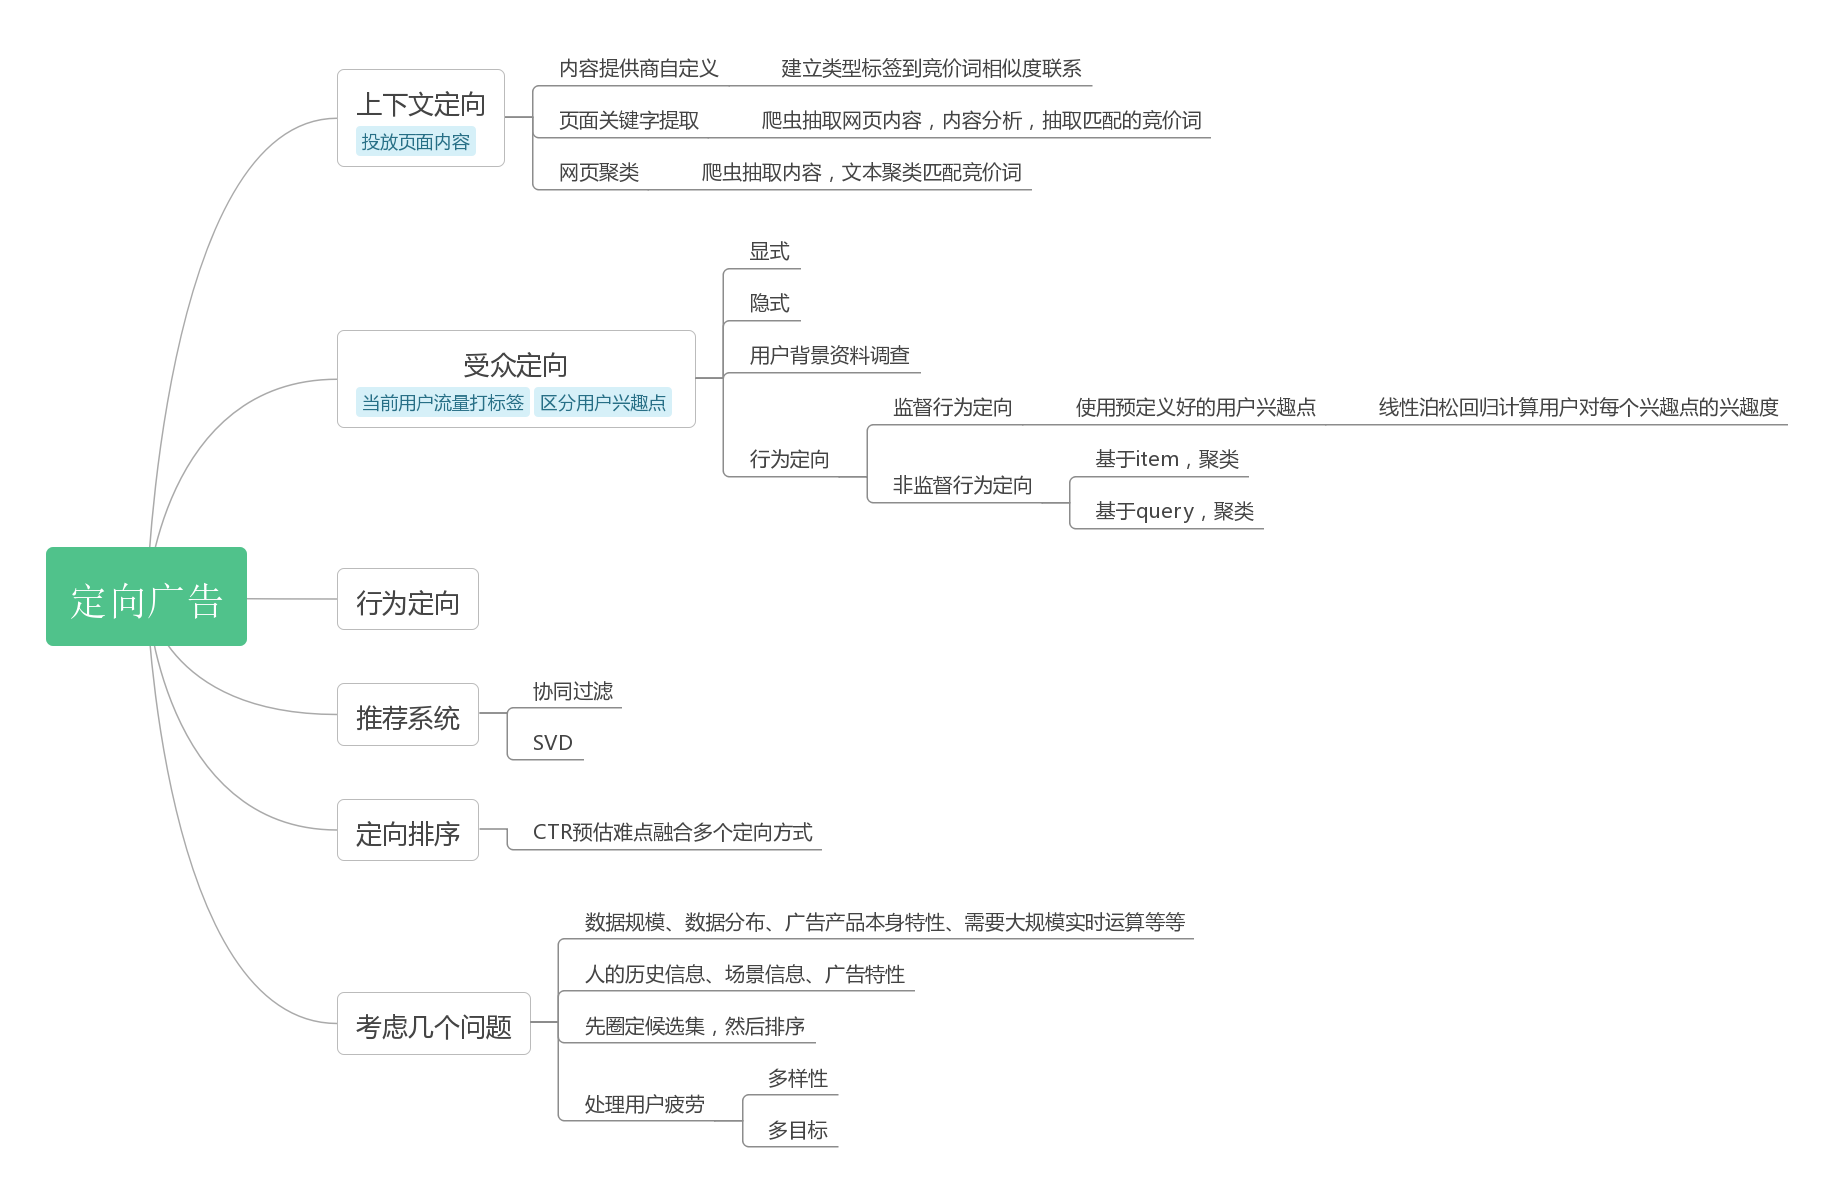 定向广告
上下文定向
投放页面内容
内容提供商自定义
建立类型标签到竞价词相似度联系
页面关键字提取
爬虫抽取网页内容，内容分析，抽取匹配的竞价词
网页聚类
爬虫抽取内容，文本聚类匹配竞价词
受众定向
当前用户流量打标签 区分用户兴趣点
显式
隐式
用户背景资料调查
行为定向
监督行为定向
使用预定义好的用户兴趣点
线性泊松回归计算用户对每个兴趣点的兴趣度
非监督行为定向
基于item，聚类
基于query，聚类
行为定向
推荐系统
协同过滤
SVD
定向排序
CTR预估难点融合多个定向方式
考虑几个问题
数据规模、数据分布、广告产品本身特性、需要大规模实时运算等等
人的历史信息、场景信息、广告特性
先圈定候选集，然后排序
处理用户疲劳
多样性
多目标